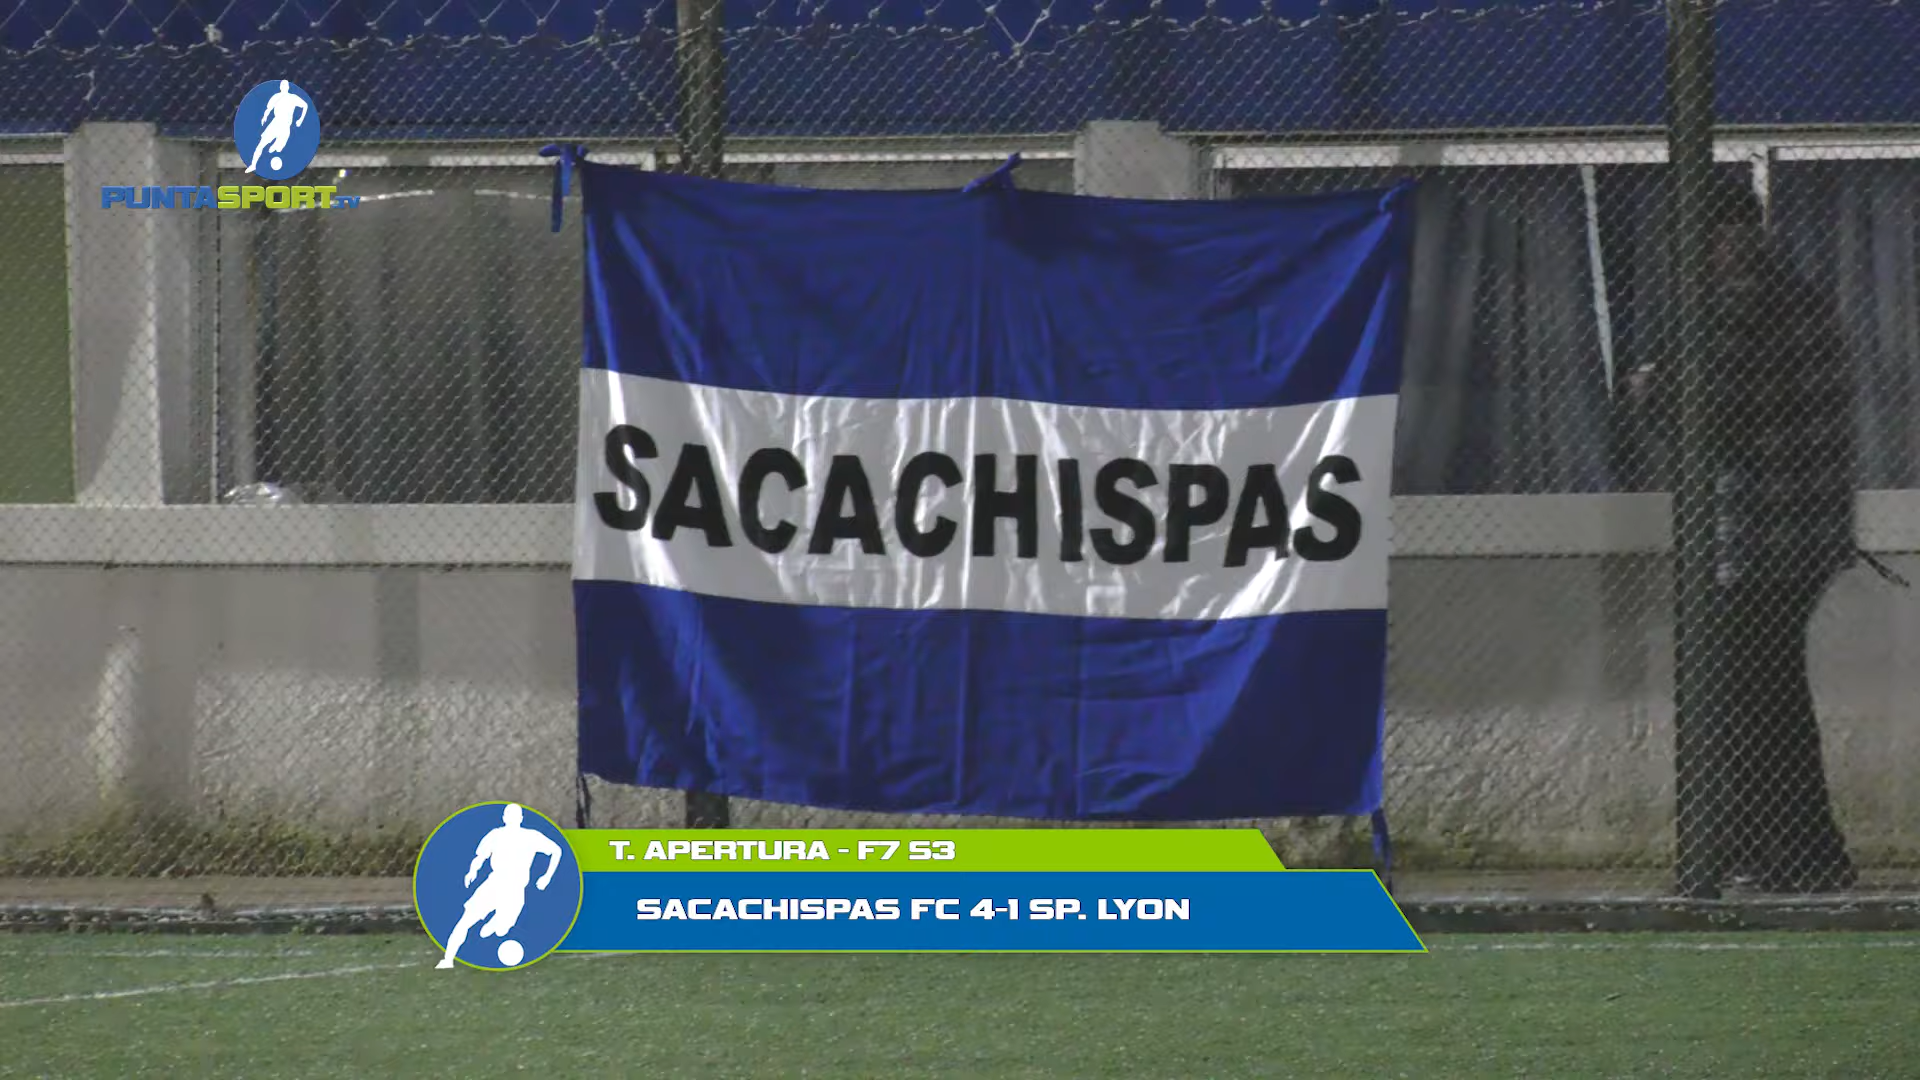 PUNTASPORT.TV
SACACHISPAS
T. APERTURA - F7 S3
SACACHISPAS FC 4-1 SP. LYON